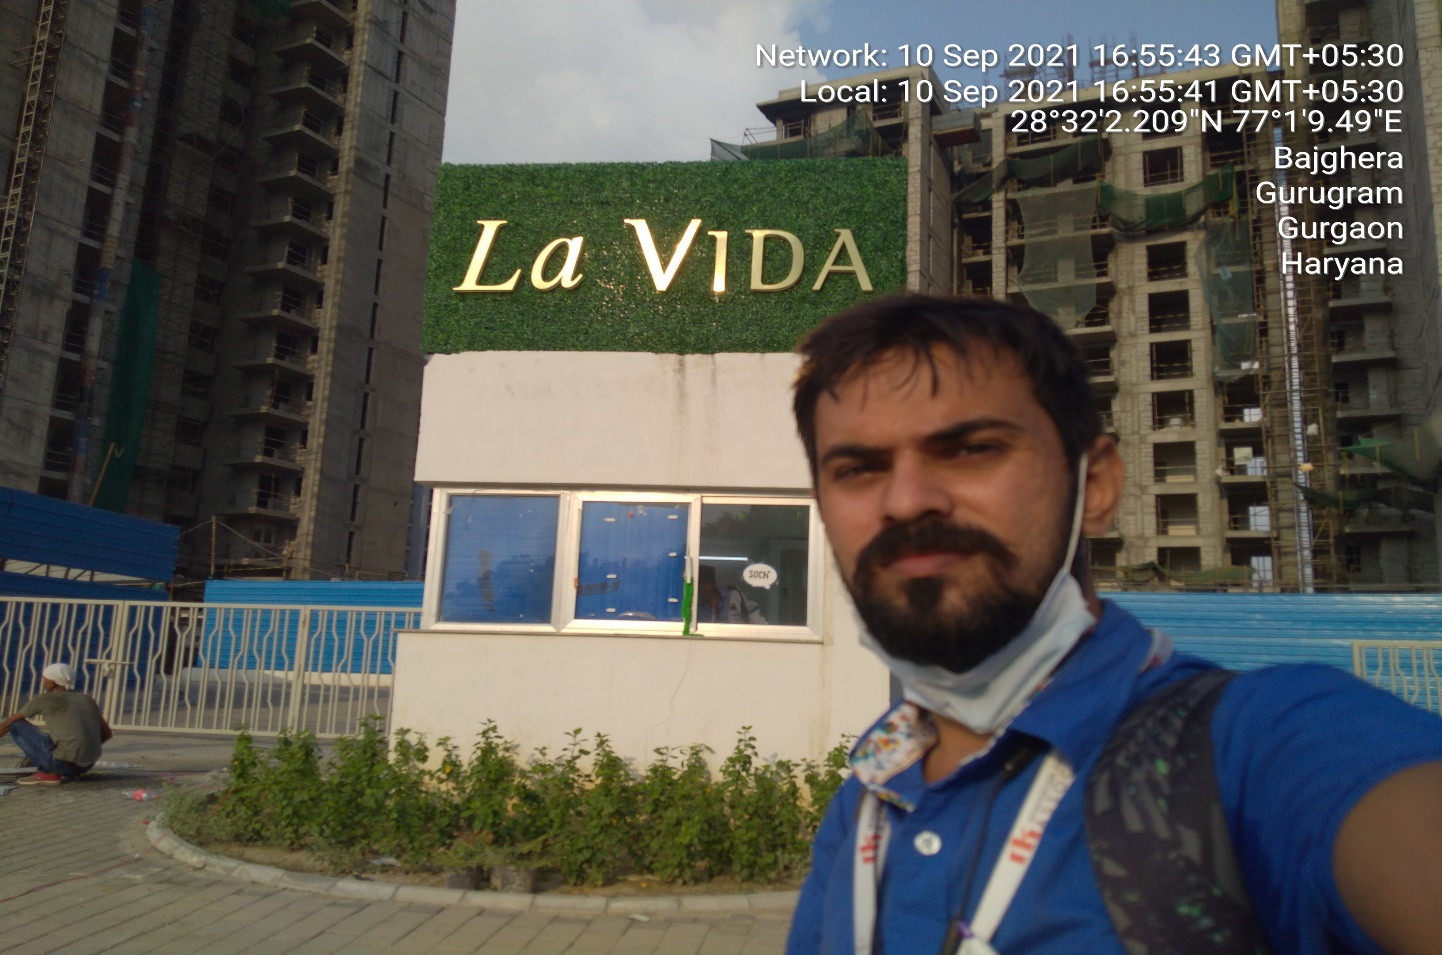 Network: 10 Sep 2021 16:55:43 GMT+05:30
Local: 10 Sep 2021 16:55:41 GMT+05:30
28°32'2.209"N 77°1'9.49"E
Bajghera
Gurugram
Gurgaon
Haryana
La VIDA
SOCH